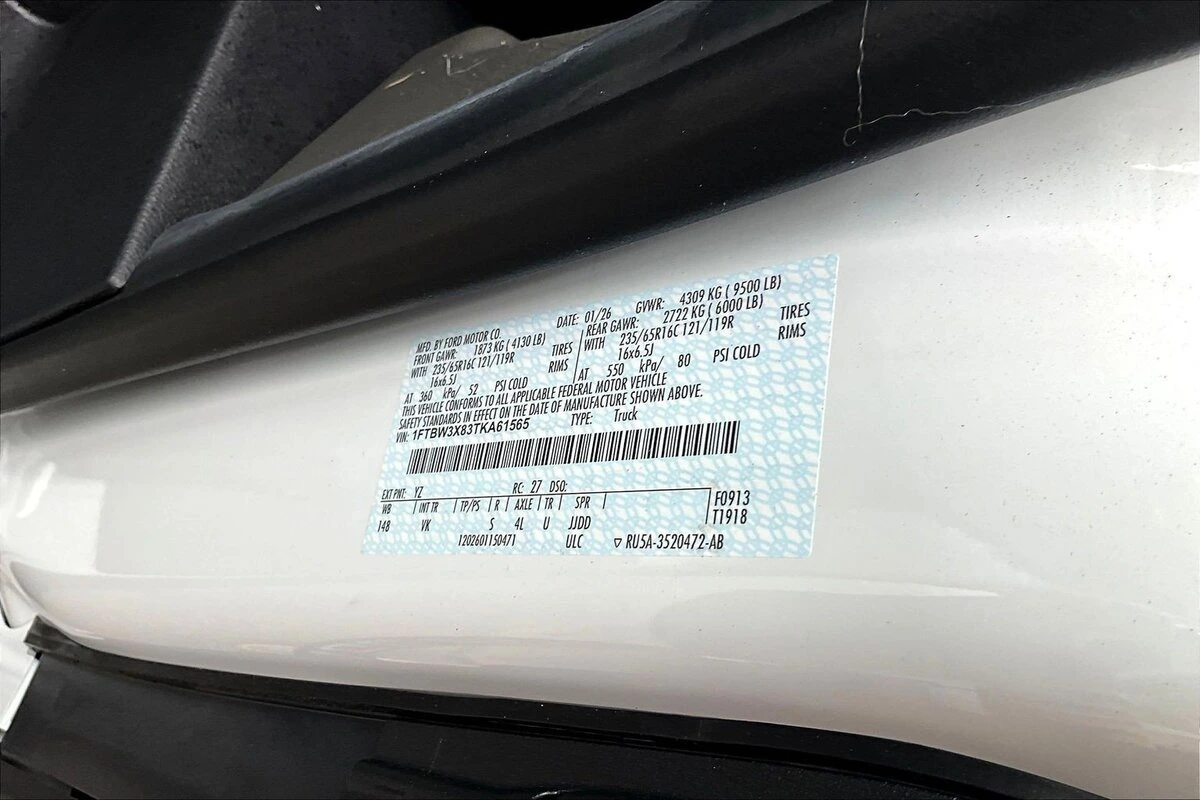 MFD. BY FORD MOTOR CO.
DATE: 01/26 GVWR: 4309 KG ( 9500 LB)
FRONT GAWR: 1873 KG ( 4130 LB)
WITH 235/65R16C 121/119R TIRES
16x6.5J RIMS
AT 360 kPa/ 52 PSI COLD
REAR GAWR: 2722 KG ( 6000 LB)
WITH 235/65R16C 121/119R TIRES
16x6.5J RIMS
AT 550 kPa/ 80 PSI COLD
THIS VEHICLE CONFORMS TO ALL APPLICABLE FEDERAL MOTOR VEHICLE
SAFETY STANDARDS IN EFFECT ON THE DATE OF MANUFACTURE SHOWN ABOVE.
VIN: 1FTBW3X83TKA61565 TYPE: Truck
EXT PNT: YZ RC: 27 DSO:
WB INT TR TP/PS R AXLE TR SPR F0913
148 VK S 4L U JJDD T1918
1202601150471 ULC ▽ RU5A-3520472-AB